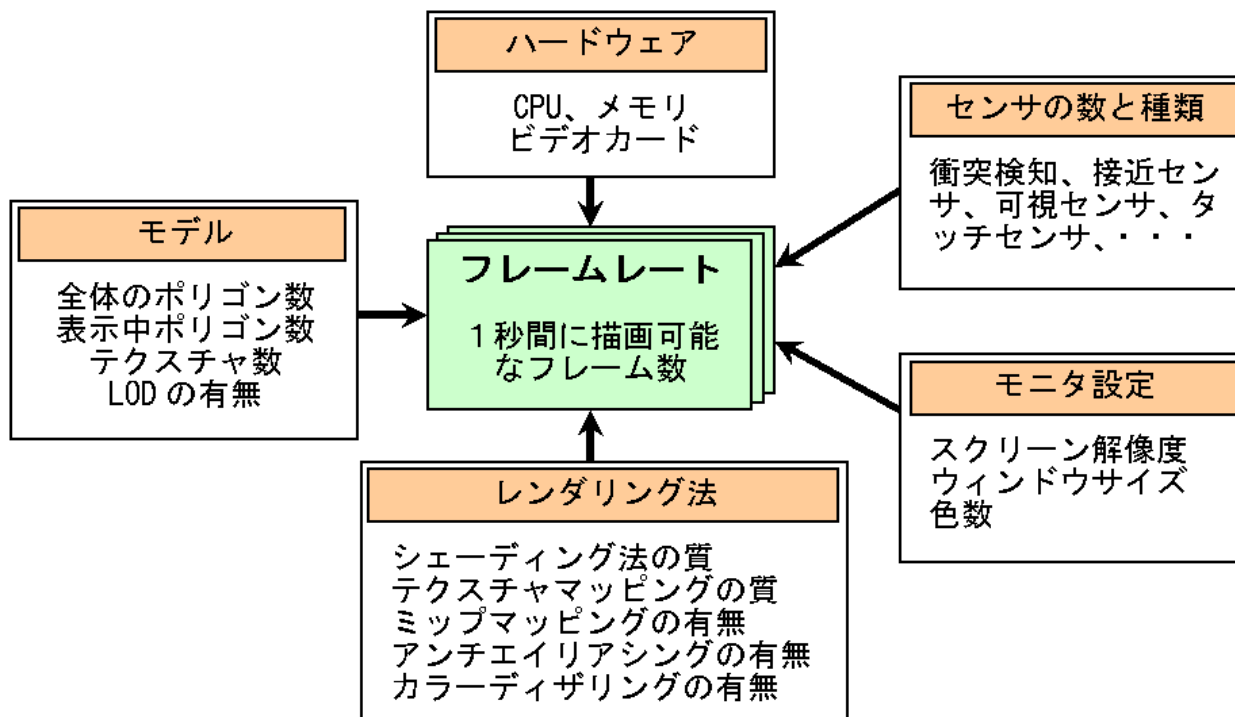 ハードウェア
CPU、メモリ
ビデオカード
センサの数と種類
衝突検知、接近セン
サ、可視センサ、タ
ッチセンサ、・・・
モデル
全体のポリゴン数
表示中ポリゴン数
テクスチャ数
LODの有無
フレームレート
１秒間に描画可能
なフレーム数
モニタ設定
スクリーン解像度
ウィンドウサイズ
色数
レンダリング法
シェーディング法の質
テクスチャマッピングの質
ミップマッピングの有無
アンチエイリアシングの有無
カラーディザリングの有無